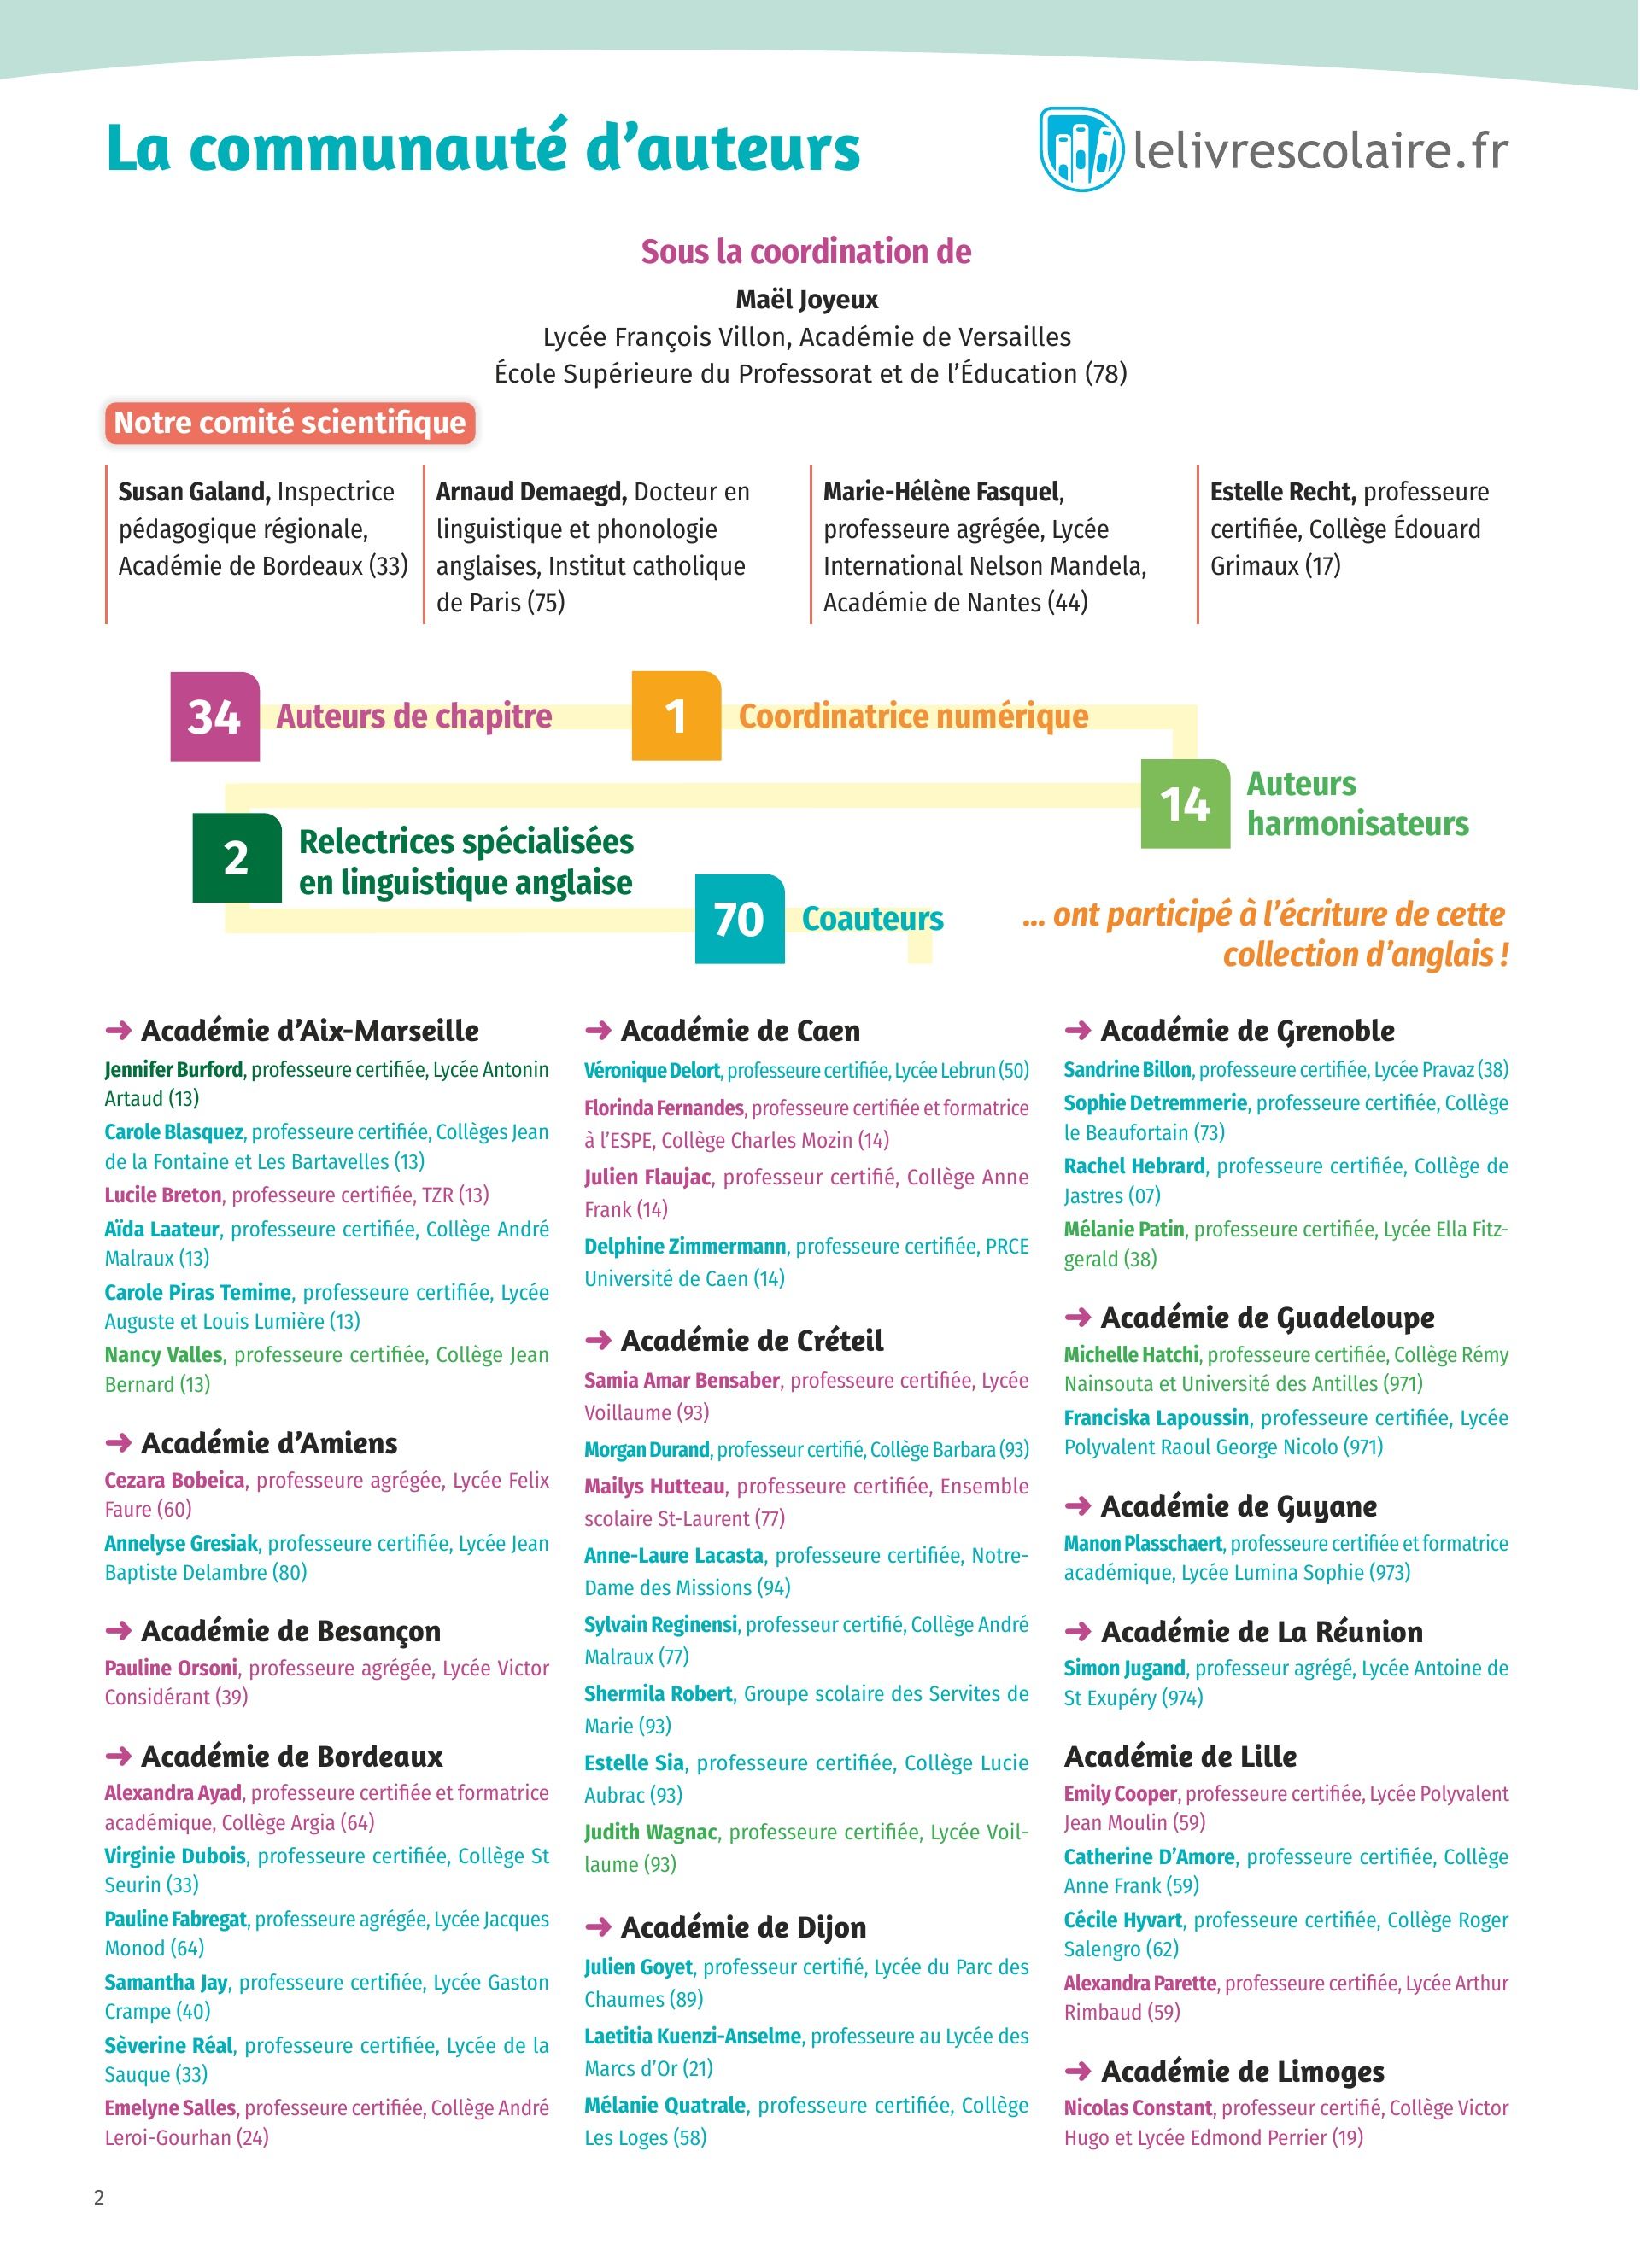 La communauté d'auteurs
lelivrescolaire.fr
Sous la coordination de
Maël Joyeux
Lycée François Villon, Académie de Versailles
École Supérieure du Professorat et de l'Éducation (78)
Notre comité scientifique
Susan Galand, Inspectrice
pédagogique régionale,
Académie de Bordeaux (33)
Arnaud Demaegd, Docteur en
linguistique et phonologie
anglaises, Institut catholique
de Paris (75)
Marie-Hélène Fasquel,
professeure agrégée, Lycée
International Nelson Mandela,
Académie de Nantes (44)
Estelle Recht, professeure
certifiée, Collège Édouard
Grimaux (17)
34 Auteurs de chapitre
1 Coordinatrice numérique
14 Auteurs
harmonisateurs
2 Relectrices spécialisées
en linguistique anglaise
70 Coauteurs
... ont participé à l'écriture de cette
collection d'anglais !
➜ Académie d'Aix-Marseille
Jennifer Burford, professeure certifiée, Lycée Antonin
Artaud (13)
Carole Blasquez, professeure certifiée, Collèges Jean
de la Fontaine et Les Bartavelles (13)
Lucile Breton, professeure certifiée, TZR (13)
Aïda Laateur, professeure certifiée, Collège André
Malraux (13)
Carole Piras Temime, professeure certifiée, Lycée
Auguste et Louis Lumière (13)
Nancy Valles, professeure certifiée, Collège Jean
Bernard (13)
➜ Académie d'Amiens
Cezara Bobeica, professeure agrégée, Lycée Felix
Faure (60)
Annelyse Gresiak, professeure certifiée, Lycée Jean
Baptiste Delambre (80)
➜ Académie de Besançon
Pauline Orsoni, professeure agrégée, Lycée Victor
Considérant (39)
➜ Académie de Bordeaux
Alexandra Ayad, professeure certifiée et formatrice
académique, Collège Argia (64)
Virginie Dubois, professeure certifiée, Collège St
Seurin (33)
Pauline Fabregat, professeure agrégée, Lycée Jacques
Monod (64)
Samantha Jay, professeure certifiée, Lycée Gaston
Crampe (40)
Sèverine Réal, professeure certifiée, Lycée de la
Sauque (33)
Emelyne Salles, professeure certifiée, Collège André
Leroi-Gourhan (24)
➜ Académie de Caen
Véronique Delort, professeure certifiée, Lycée Lebrun (50)
Florinda Fernandes, professeure certifiée et formatrice
à l'ESPE, Collège Charles Mozin (14)
Julien Flaujac, professeur certifié, Collège Anne
Frank (14)
Delphine Zimmermann, professeure certifiée, PRCE
Université de Caen (14)
➜ Académie de Créteil
Samia Amar Bensaber, professeure certifiée, Lycée
Voillaume (93)
Morgan Durand, professeur certifié, Collège Barbara (93)
Mailys Hutteau, professeure certifiée, Ensemble
scolaire St-Laurent (77)
Anne-Laure Lacasta, professeure certifiée, Notre-
Dame des Missions (94)
Sylvain Reginensi, professeur certifié, Collège André
Malraux (77)
Shermila Robert, Groupe scolaire des Servites de
Marie (93)
Estelle Sia, professeure certifiée, Collège Lucie
Aubrac (93)
Judith Wagnac, professeure certifiée, Lycée Voil-
laume (93)
➜ Académie de Dijon
Julien Goyet, professeur certifié, Lycée du Parc des
Chaumes (89)
Laetitia Kuenzi-Anselme, professeure au Lycée des
Marcs d'Or (21)
Mélanie Quatrale, professeure certifiée, Collège
Les Loges (58)
➜ Académie de Grenoble
Sandrine Billon, professeure certifiée, Lycée Pravaz (38)
Sophie Detremmerie, professeure certifiée, Collège
le Beaufortain (73)
Rachel Hebrard, professeure certifiée, Collège de
Jastres (07)
Mélanie Patin, professeure certifiée, Lycée Ella Fitz-
gerald (38)
➜ Académie de Guadeloupe
Michelle Hatchi, professeure certifiée, Collège Rémy
Nainsouta et Université des Antilles (971)
Franciska Lapoussin, professeure certifiée, Lycée
Polyvalent Raoul George Nicolo (971)
➜ Académie de Guyane
Manon Plasschaert, professeure certifiée et formatrice
académique, Lycée Lumina Sophie (973)
➜ Académie de La Réunion
Simon Jugand, professeur agrégé, Lycée Antoine de
St Exupéry (974)
Académie de Lille
Emily Cooper, professeure certifiée, Lycée Polyvalent
Jean Moulin (59)
Catherine D'Amore, professeure certifiée, Collège
Anne Frank (59)
Cécile Hyvart, professeure certifiée, Collège Roger
Salengro (62)
Alexandra Parette, professeure certifiée, Lycée Arthur
Rimbaud (59)
➜ Académie de Limoges
Nicolas Constant, professeur certifié, Collège Victor
Hugo et Lycée Edmond Perrier (19)
2